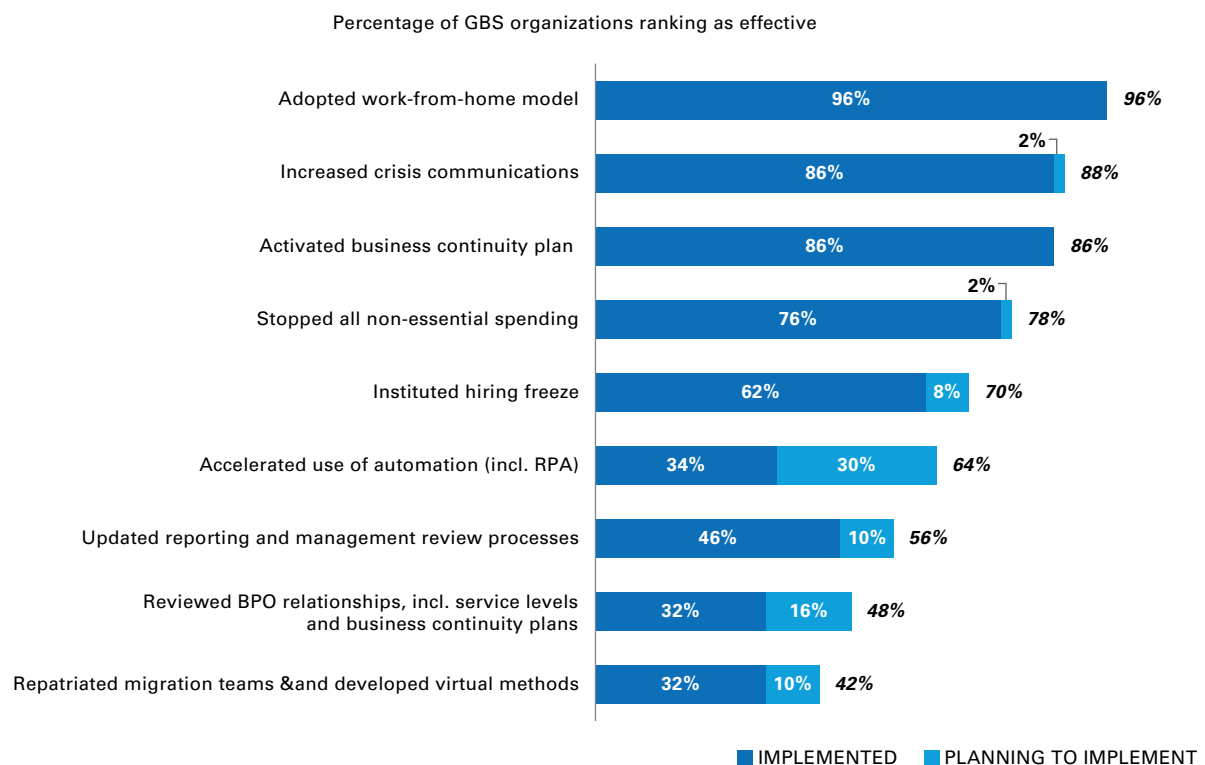 Percentage of GBS organizations ranking as effective
Adopted work-from-home model
96%
96%
2%
Increased crisis communications
86%
88%
Activated business continuity plan
86%
86%
2%
Stopped all non-essential spending
76%
78%
Instituted hiring freeze
62%
8%
70%
Accelerated use of automation (incl. RPA)
34%
30%
64%
Updated reporting and management review processes
46%
10%
56%
Reviewed BPO relationships, incl. service levels
and business continuity plans
32%
16%
48%
Repatriated migration teams &and developed virtual methods
32%
10%
42%
IMPLEMENTED
PLANNING TO IMPLEMENT